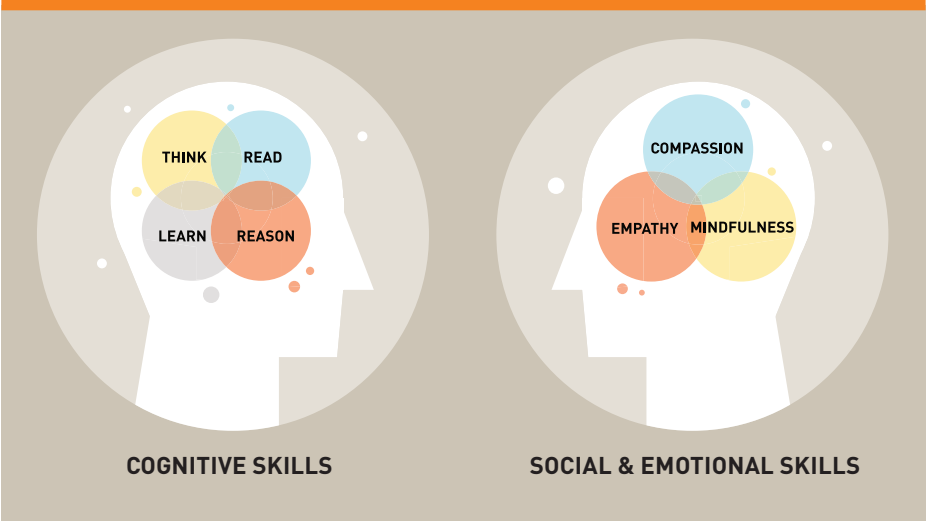 THINK READ
LEARN REASON
COGNITIVE SKILLS
COMPASSION
EMPATHY MINDFULNESS
SOCIAL & EMOTIONAL SKILLS